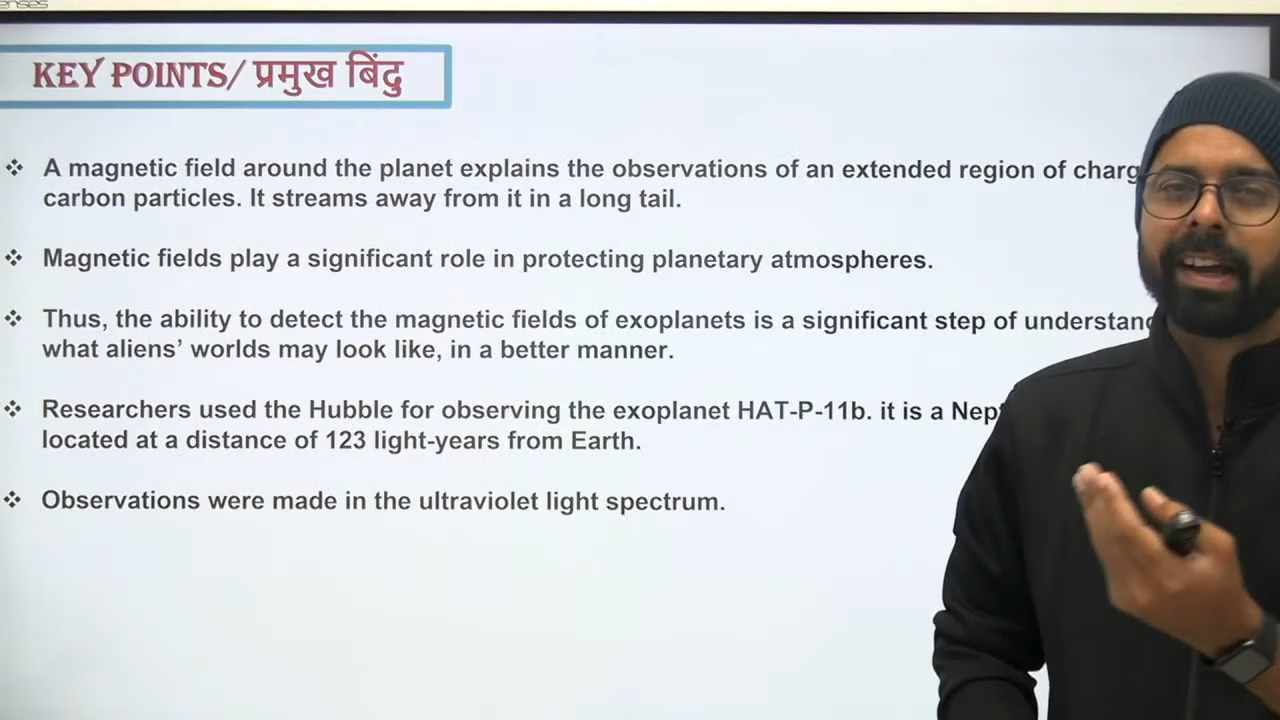 KEY POINTS/ प्रमुख बिंदु
A magnetic field around the planet explains the observations of an extended region of
carbon particles. It streams away from it in a long tail.
Magnetic fields play a significant role in protecting planetary atmospheres.
Thus, the ability to detect the magnetic fields of exoplanets is a significant step of
what aliens’ worlds may look like, in a better manner.
Researchers used the Hubble for observing the exoplanet HAT-P-11b. it is a
located at a distance of 123 light-years from Earth.
Observations were made in the ultraviolet light spectrum.